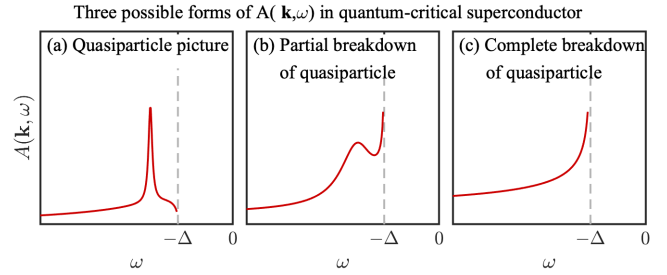 Three possible forms of A( k,ω) in quantum-critical superconductor
(a) Quasiparticle picture
(b) Partial breakdown
of quasiparticle
(c) Complete breakdown
of quasiparticle
A(k, ω)
−Δ 0
−Δ 0
−Δ 0
ω
ω
ω